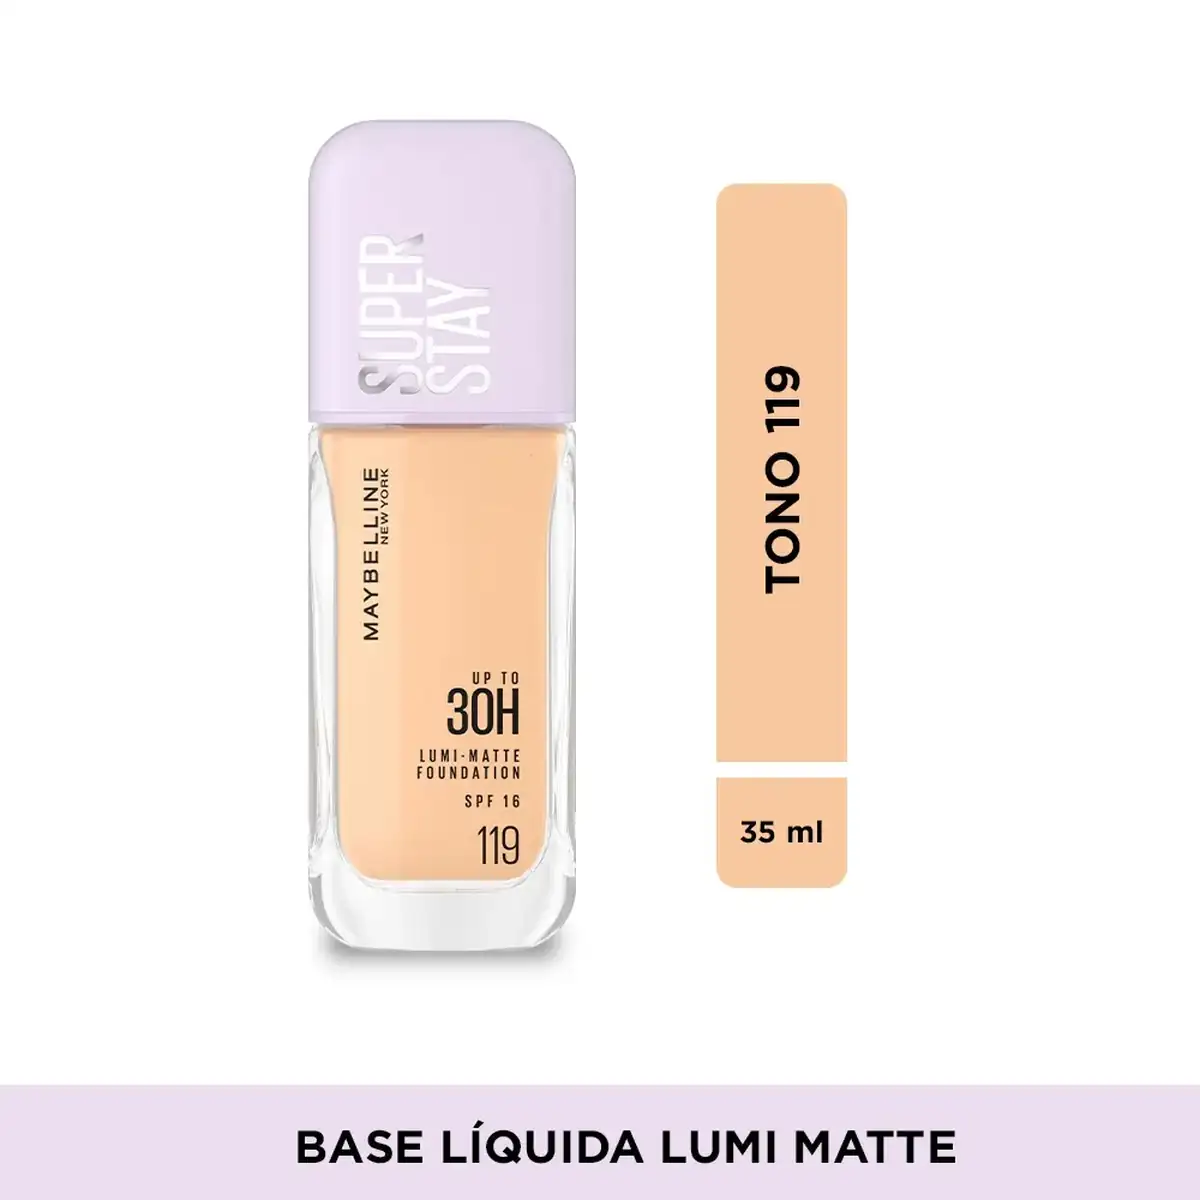 SUPER
STAY
MAYBELLINE
NEW YORK
UP TO
30H
LUMI-MATTE
FOUNDATION
SPF 16
119
TONO 119
35 ml
BASE LÍQUIDA LUMI MATTE